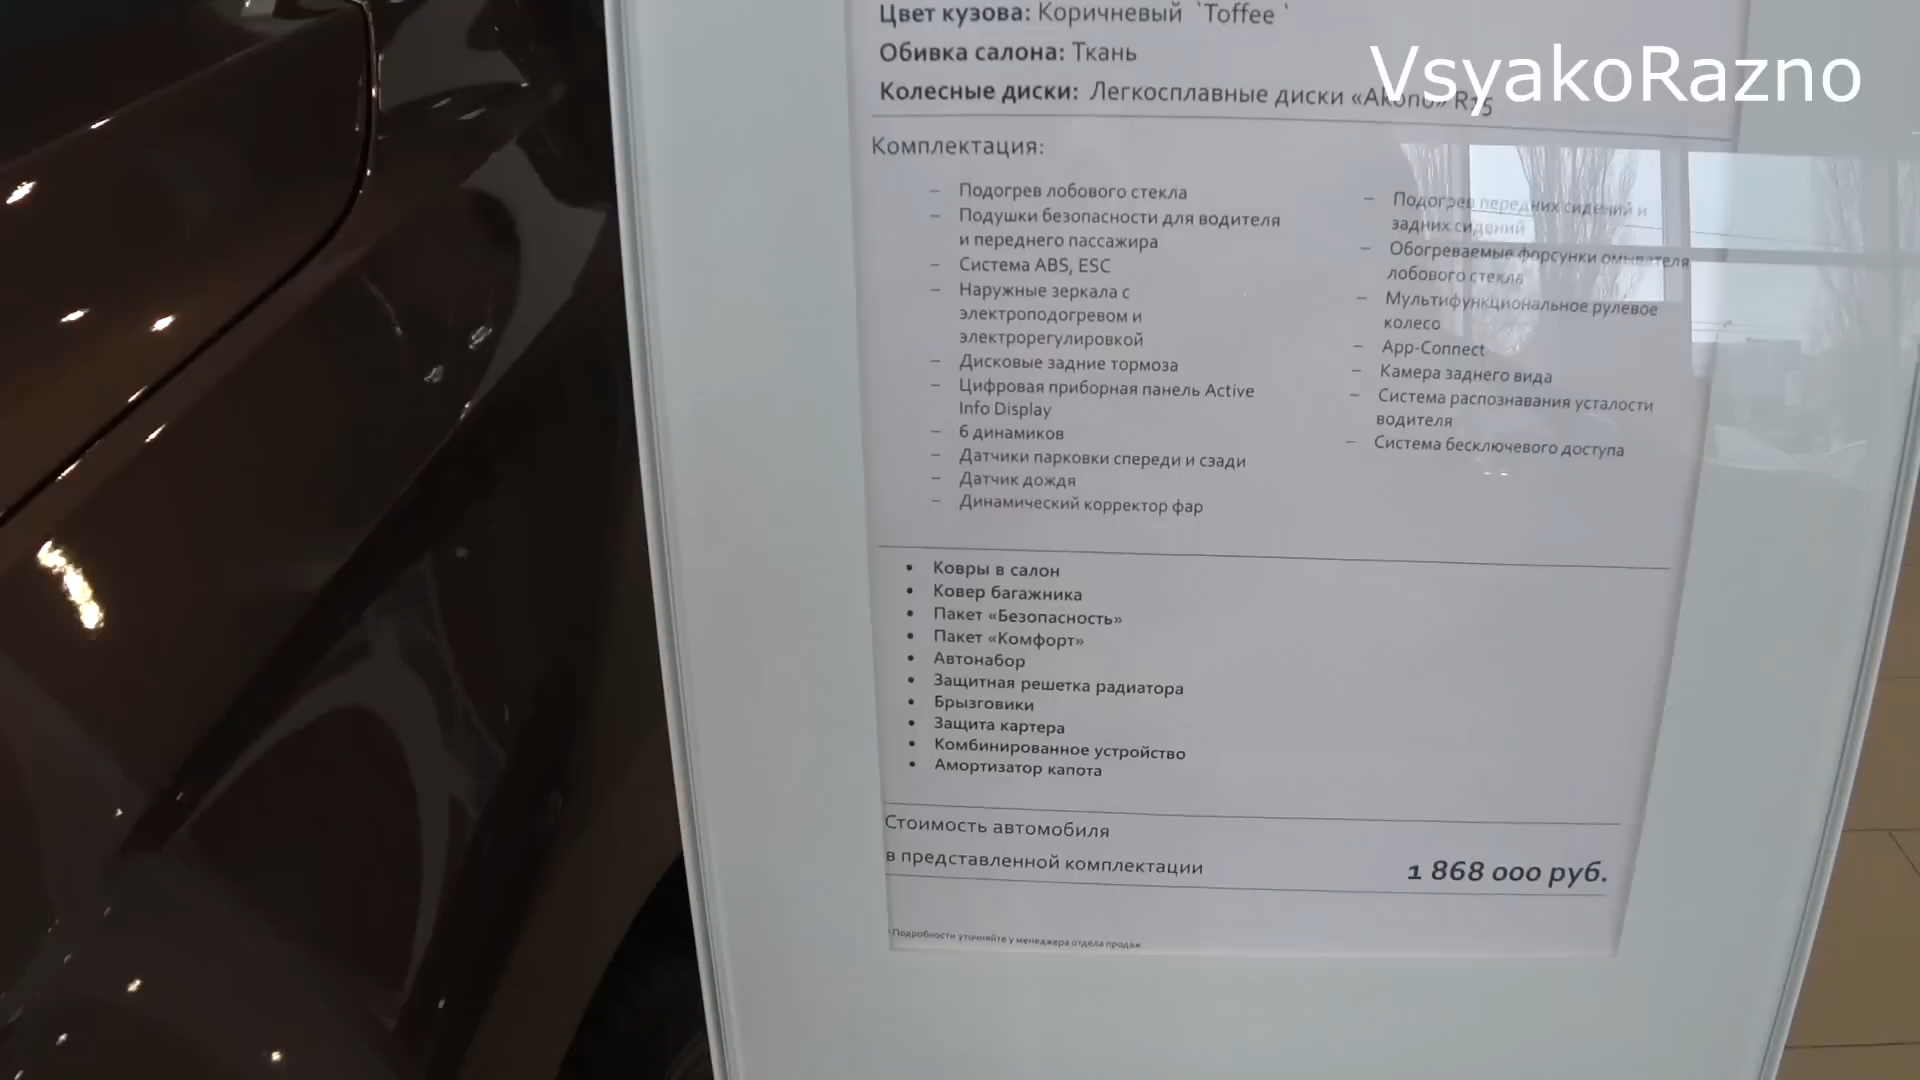 Цвет кузова: Коричневый `Toffee `
Обивка салона: Ткань
Колесные диски: Легкосплавные диски «Akono» R15
VsyakoRazno
Комплектация:
– Подогрев лобового стекла
– Подушки безопасности для водителя
и переднего пассажира
– Система ABS, ESC
– Наружные зеркала с
электроподогревом и
электрорегулировкой
– Дисковые задние тормоза
– Цифровая приборная панель Active
Info Display
– 6 динамиков
– Датчики парковки спереди и сзади
– Датчик дождя
– Динамический корректор фар
– Подогрев передних сидений и
задних сидений
– Обогреваемые форсунки омывателя
лобового стекла
– Мультифункциональное рулевое
колесо
– App-Connect
– Камера заднего вида
– Система распознавания усталости
водителя
– Система бесключевого доступа
• Ковры в салон
• Ковер багажника
• Пакет «Безопасность»
• Пакет «Комфорт»
• Автонабор
• Защитная решетка радиатора
• Брызговики
• Защита картера
• Комбинированное устройство
• Амортизатор капота
Стоимость автомобиля
в представленной комплектации
1 868 000 руб.
* Подробности уточняйте у менеджера отдела продаж